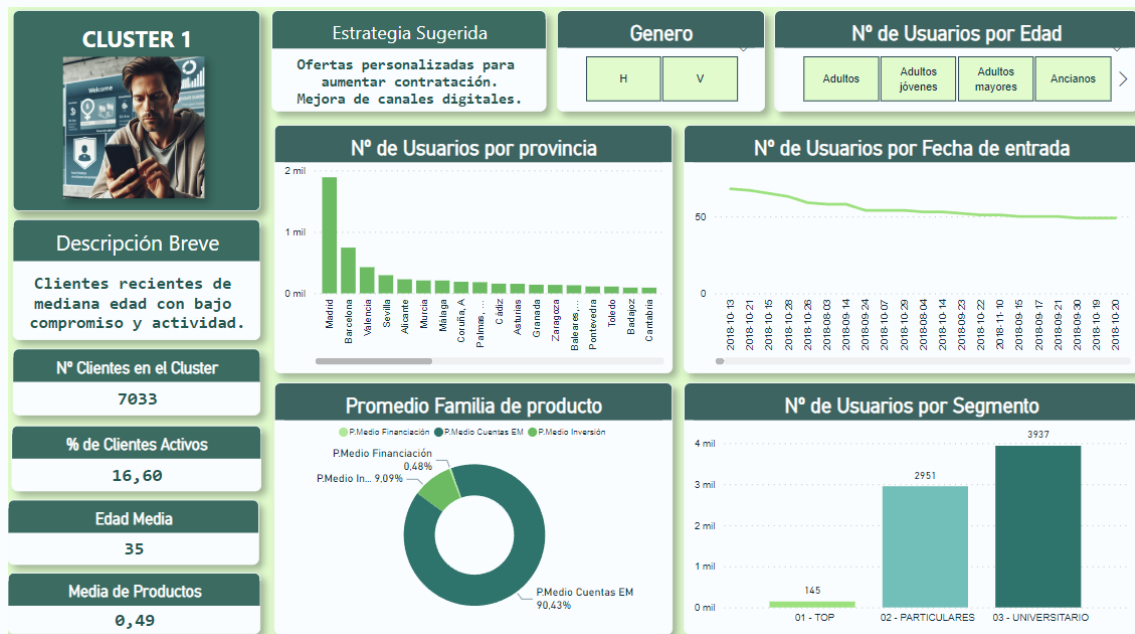 CLUSTER 1
Welcome
Descripción Breve
Clientes recientes de
mediana edad con bajo
compromiso y actividad.
Nº Clientes en el Cluster
7033
% de Clientes Activos
16,60
Edad Media
35
Media de Productos
0,49
Estrategia Sugerida
Ofertas personalizadas para
aumentar contratación.
Mejora de canales digitales.
Genero
H
V
Nº de Usuarios por Edad
Adultos
Adultos
jóvenes
Adultos
mayores
Ancianos
Nº de Usuarios por provincia
2 mil
1 mil
0 mil
Madrid
Barcelona
Valencia
Sevilla
Alicante
Murcia
Málaga
Coruña, A
Palmas, ...
Cádiz
Asturias
Granada
Zaragoza
Baleares, ...
Pontevedra
Toledo
Badajoz
Cantabria
Nº de Usuarios por Fecha de entrada
50
0
2018-10-13
2018-10-21
2018-10-15
2018-10-28
2018-10-26
2018-08-03
2018-09-14
2018-09-24
2018-10-07
2018-10-29
2018-08-04
2018-10-14
2018-09-23
2018-10-22
2018-11-10
2018-09-15
2018-09-17
2018-09-21
2018-09-30
2018-10-19
2018-10-20
Promedio Familia de producto
P.Medio Financiación P.Medio Cuentas EM P.Medio Inversión
P.Medio Financiación
0,48%
P.Medio In... 9,09%
P.Medio Cuentas EM
90,43%
Nº de Usuarios por Segmento
4 mil
3 mil
2 mil
1 mil
0 mil
145
2951
3937
01 - TOP
02 - PARTICULARES
03 - UNIVERSITARIO